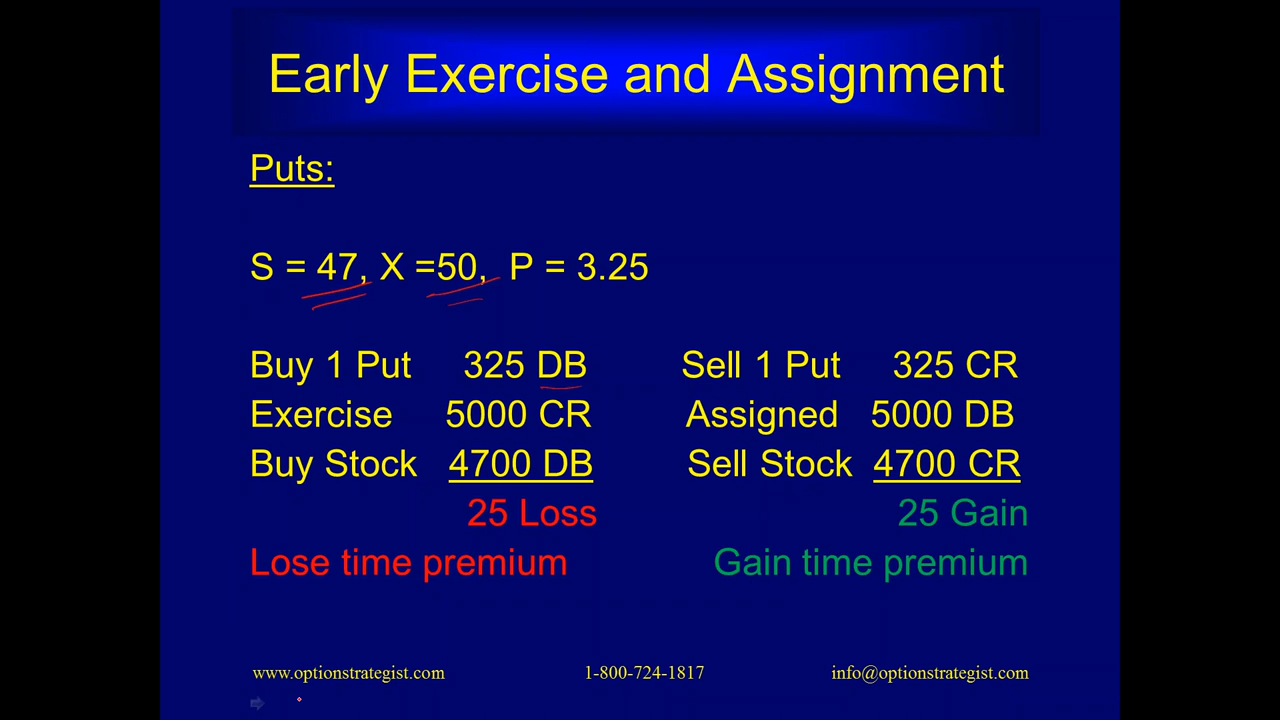 Early Exercise and Assignment
Puts:
S = 47, X =50, P = 3.25
Buy 1 Put 325 DB
Exercise 5000 CR
Buy Stock 4700 DB
25 Loss
Lose time premium
Sell 1 Put 325 CR
Assigned 5000 DB
Sell Stock 4700 CR
25 Gain
Gain time premium
www.optionstrategist.com 1-800-724-1817 info@optionstrategist.com